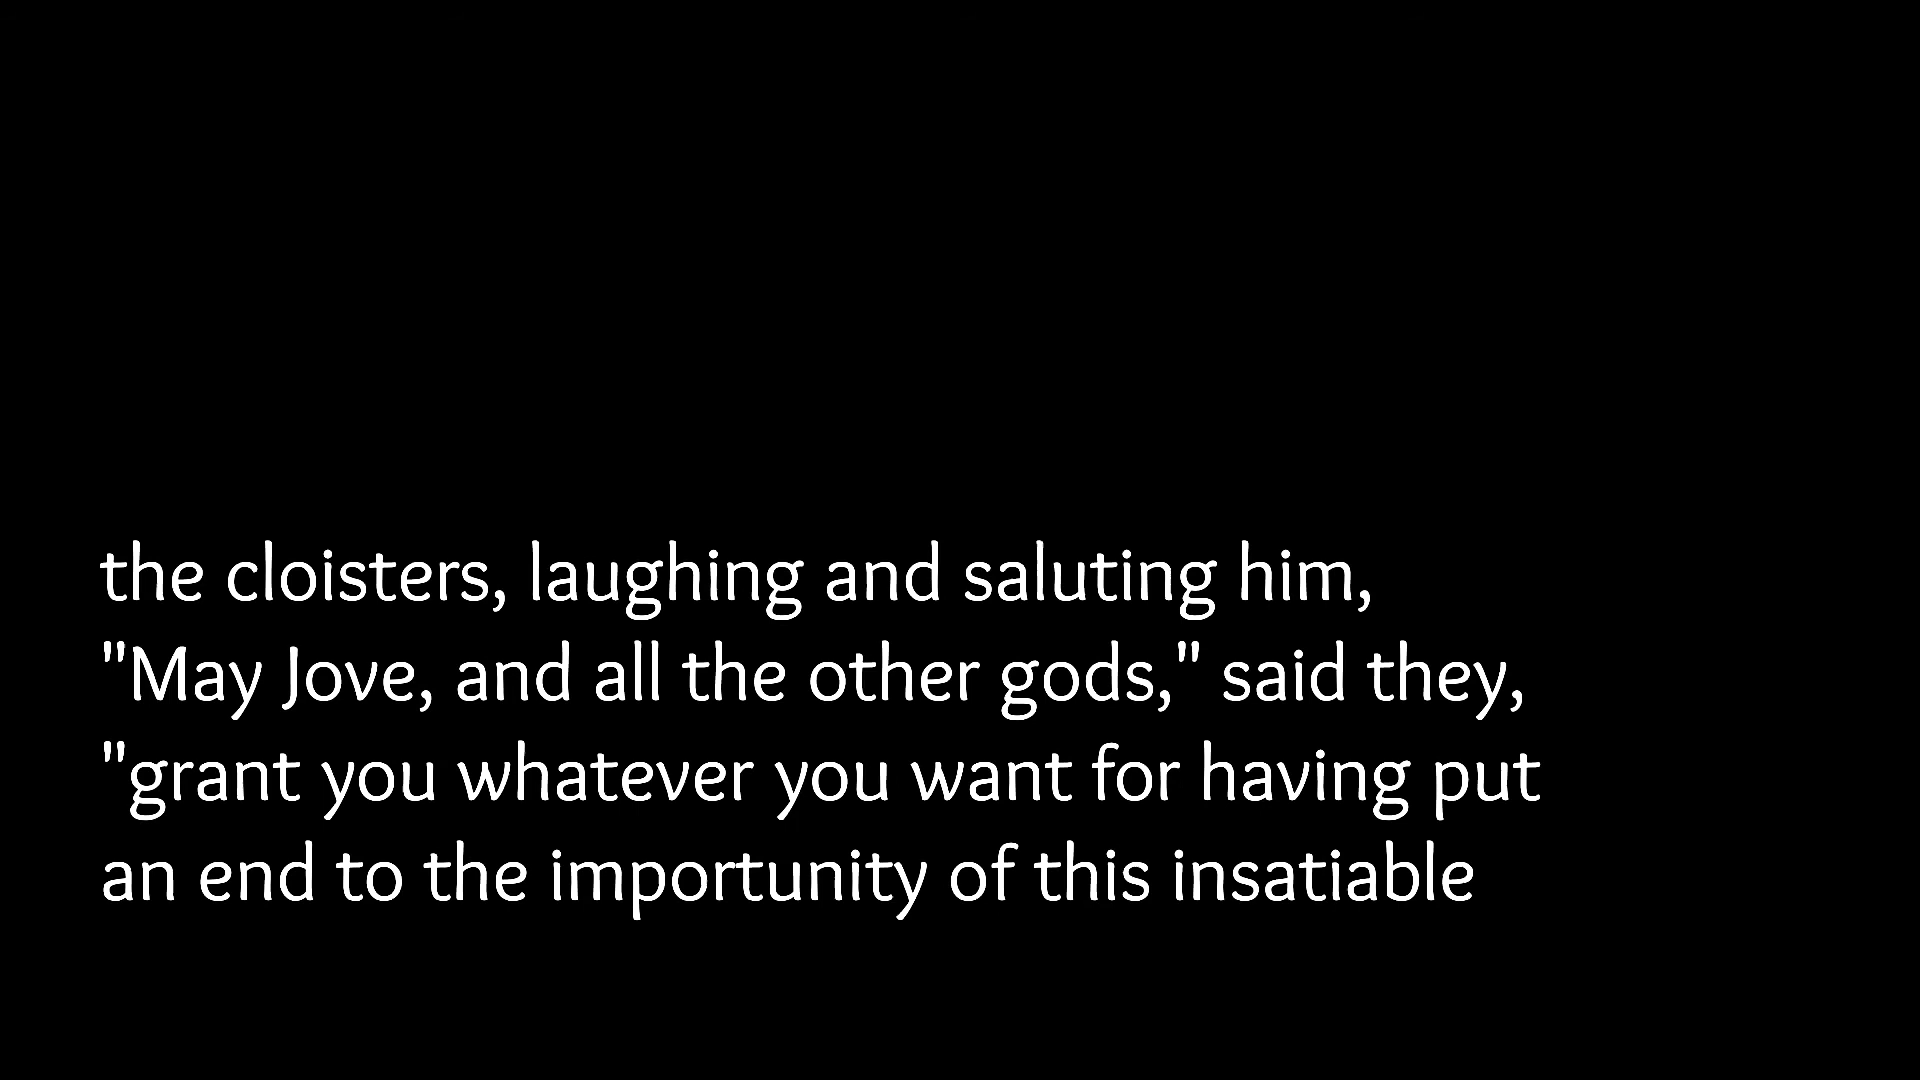 the cloisters, laughing and saluting him,
"May Jove, and all the other gods," said they,
"grant you whatever you want for having put
an end to the importunity of this insatiable